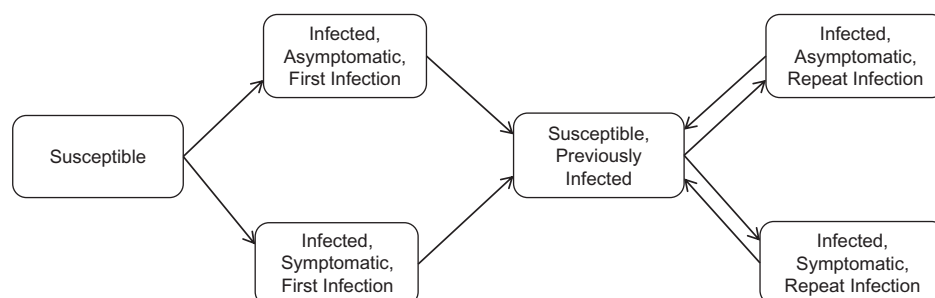 Susceptible
Infected,
Asymptomatic,
First Infection
Infected,
Symptomatic,
First Infection
Susceptible,
Previously
Infected
Infected,
Asymptomatic,
Repeat Infection
Infected,
Symptomatic,
Repeat Infection